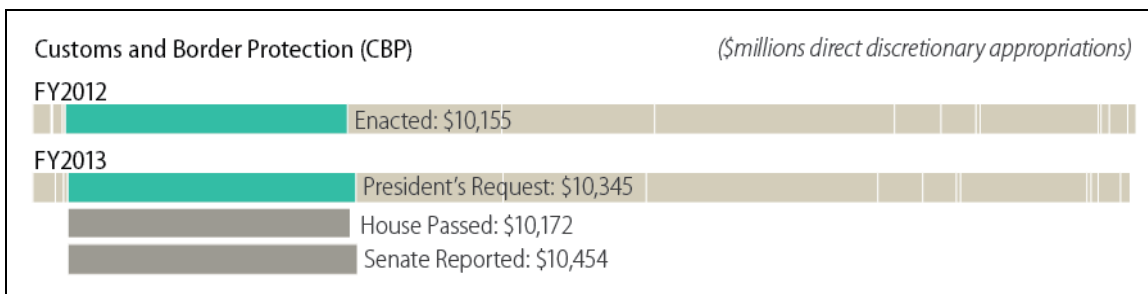 Customs and Border Protection (CBP) ($millions direct discretionary appropriations)
FY2012
Enacted: $10,155
FY2013
President’s Request: $10,345
House Passed: $10,172
Senate Reported: $10,454